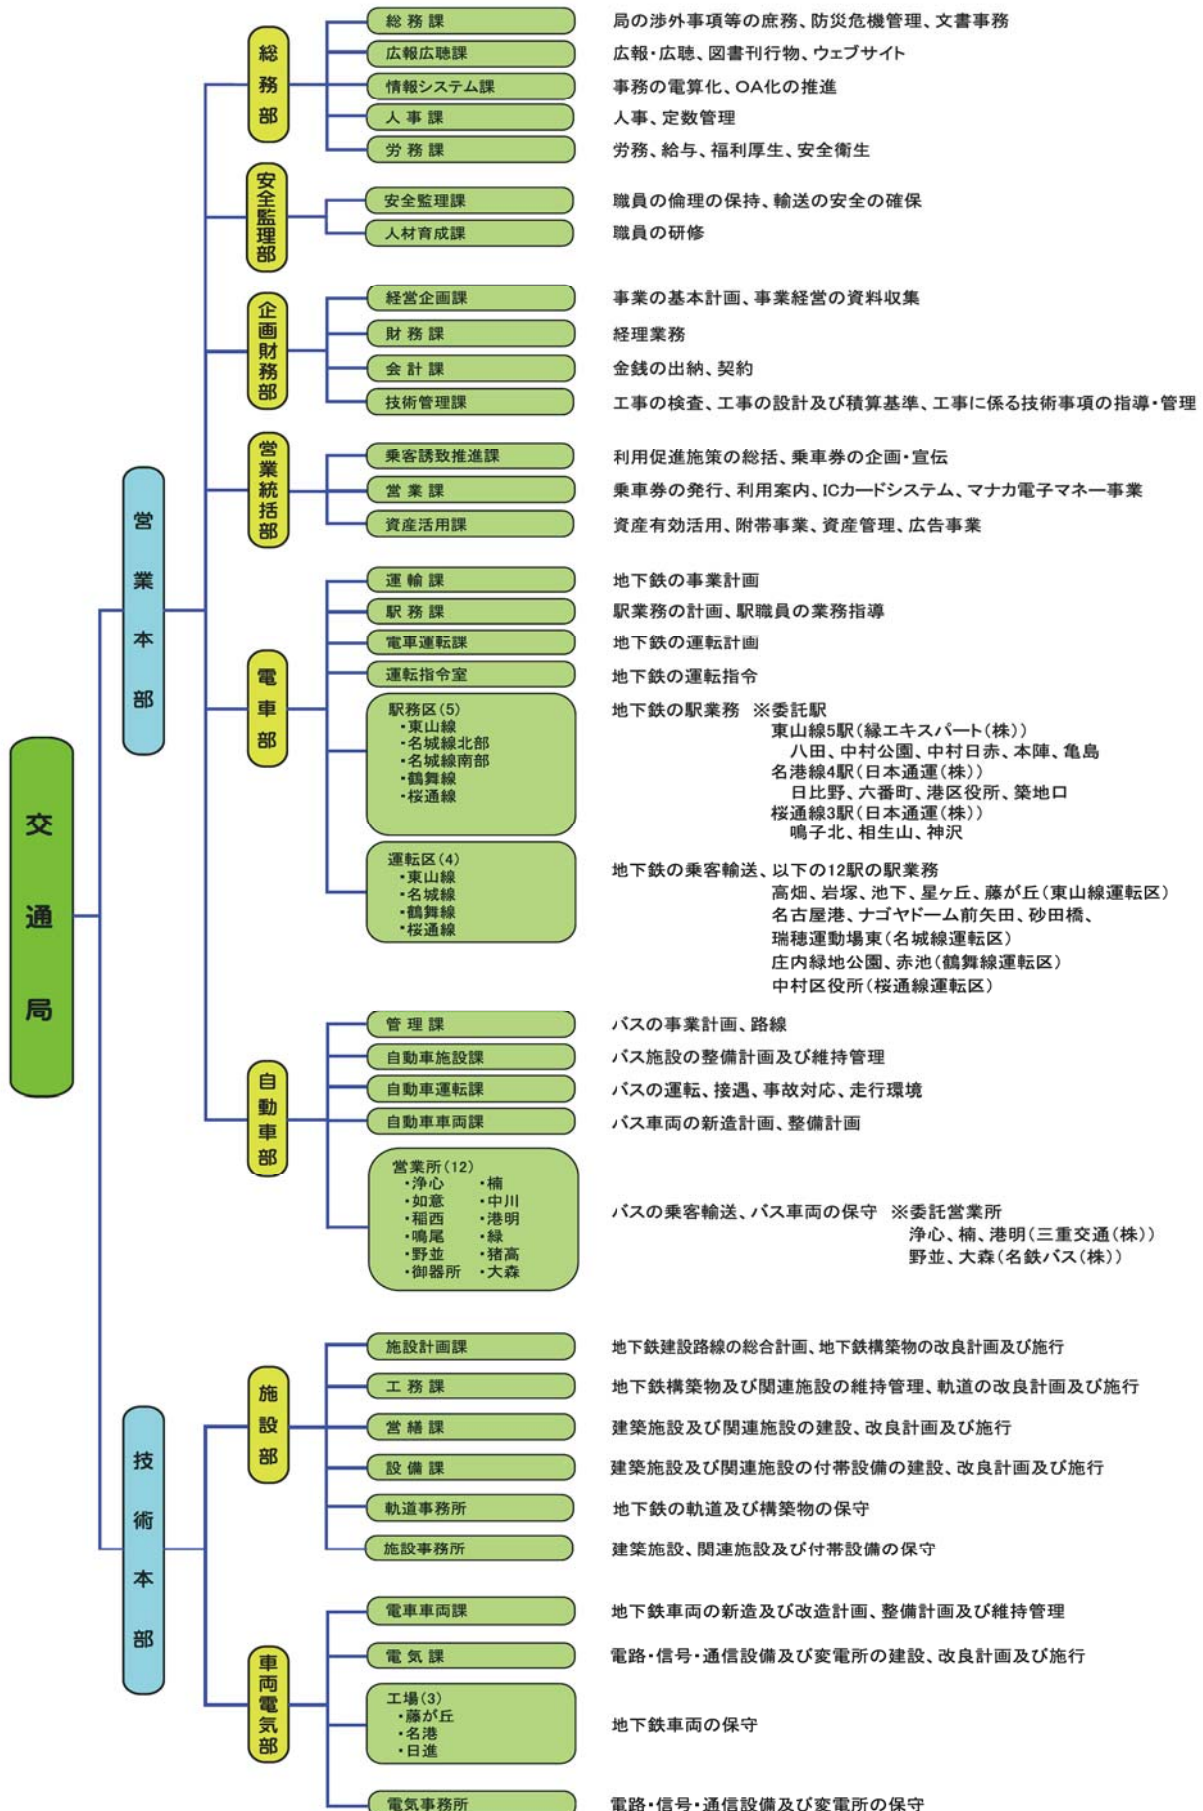 交通局
営業本部
総務部
総務課 局の渉外事項等の庶務、防災危機管理、文書事務
広報広聴課 広報・広聴、図書刊行物、ウェブサイト
情報システム課 事務の電算化、OA化の推進
人事課 人事、定数管理
労務課 労務、給与、福利厚生、安全衛生
安全監理部
安全監理課 職員の倫理の保持、輸送の安全の確保
人材育成課 職員の研修
企画財務部
経営企画課 事業の基本計画、事業経営の資料収集
財務課 経理業務
会計課 金銭の出納、契約
技術管理課 工事の検査、工事の設計及び積算基準、工事に係る技術事項の指導・管理
営業統括部
乗客誘致推進課 利用促進施策の総括、乗車券の企画・宣伝
営業課 乗車券の発行、利用案内、ICカードシステム、マナカ電子マネー事業
資産活用課 資産有効活用、附帯事業、資産管理、広告事業
電車部
運輸課 地下鉄の事業計画
駅務課 駅業務の計画、駅職員の業務指導
電車運転課 地下鉄の運転計画
運転指令室 地下鉄の運転指令
駅務区(5)
・東山線
・名城線北部
・名城線南部
・鶴舞線
・桜通線
地下鉄の駅業務 ※委託駅
東山線5駅(縁エキスパート(株))
八田、中村公園、中村日赤、本陣、亀島
名港線4駅(日本通運(株))
日比野、六番町、港区役所、築地口
桜通線3駅(日本通運(株))
鳴子北、相生山、神沢
運転区(4)
・東山線
・名城線
・鶴舞線
・桜通線
地下鉄の乗客輸送、以下の12駅の駅業務
高畑、岩塚、池下、星ヶ丘、藤が丘(東山線運転区)
名古屋港、ナゴヤドーム前矢田、砂田橋、
瑞穂運動場東(名城線運転区)
庄内緑地公園、赤池(鶴舞線運転区)
中村区役所(桜通線運転区)
自動車部
管理課 バスの事業計画、路線
自動車施設課 バス施設の整備計画及び維持管理
自動車運転課 バスの運転、接遇、事故対応、走行環境
自動車車両課 バス車両の新造計画、整備計画
営業所(12)
・浄心 ・楠
・如意 ・中川
・稲西 ・港明
・鳴尾 ・緑
・野並 ・猪高
・御器所 ・大森
バスの乗客輸送、バス車両の保守 ※委託営業所
浄心、楠、港明(三重交通(株))
野並、大森(名鉄バス(株))
技術本部
施設部
施設計画課 地下鉄建設路線の総合計画、地下鉄構築物の改良計画及び施行
工務課 地下鉄構築物及び関連施設の維持管理、軌道の改良計画及び施行
営繕課 建築施設及び関連施設の建設、改良計画及び施行
設備課 建築施設及び関連施設の付帯設備の建設、改良計画及び施行
軌道事務所 地下鉄の軌道及び構築物の保守
施設事務所 建築施設、関連施設及び付帯設備の保守
車両電気部
電車車両課 地下鉄車両の新造及び改造計画、整備計画及び維持管理
電気課 電路・信号・通信設備及び変電所の建設、改良計画及び施行
工場(3)
・藤が丘
・名港
・日進
地下鉄車両の保守
電気事務所 電路・信号・通信設備及び変電所の保守